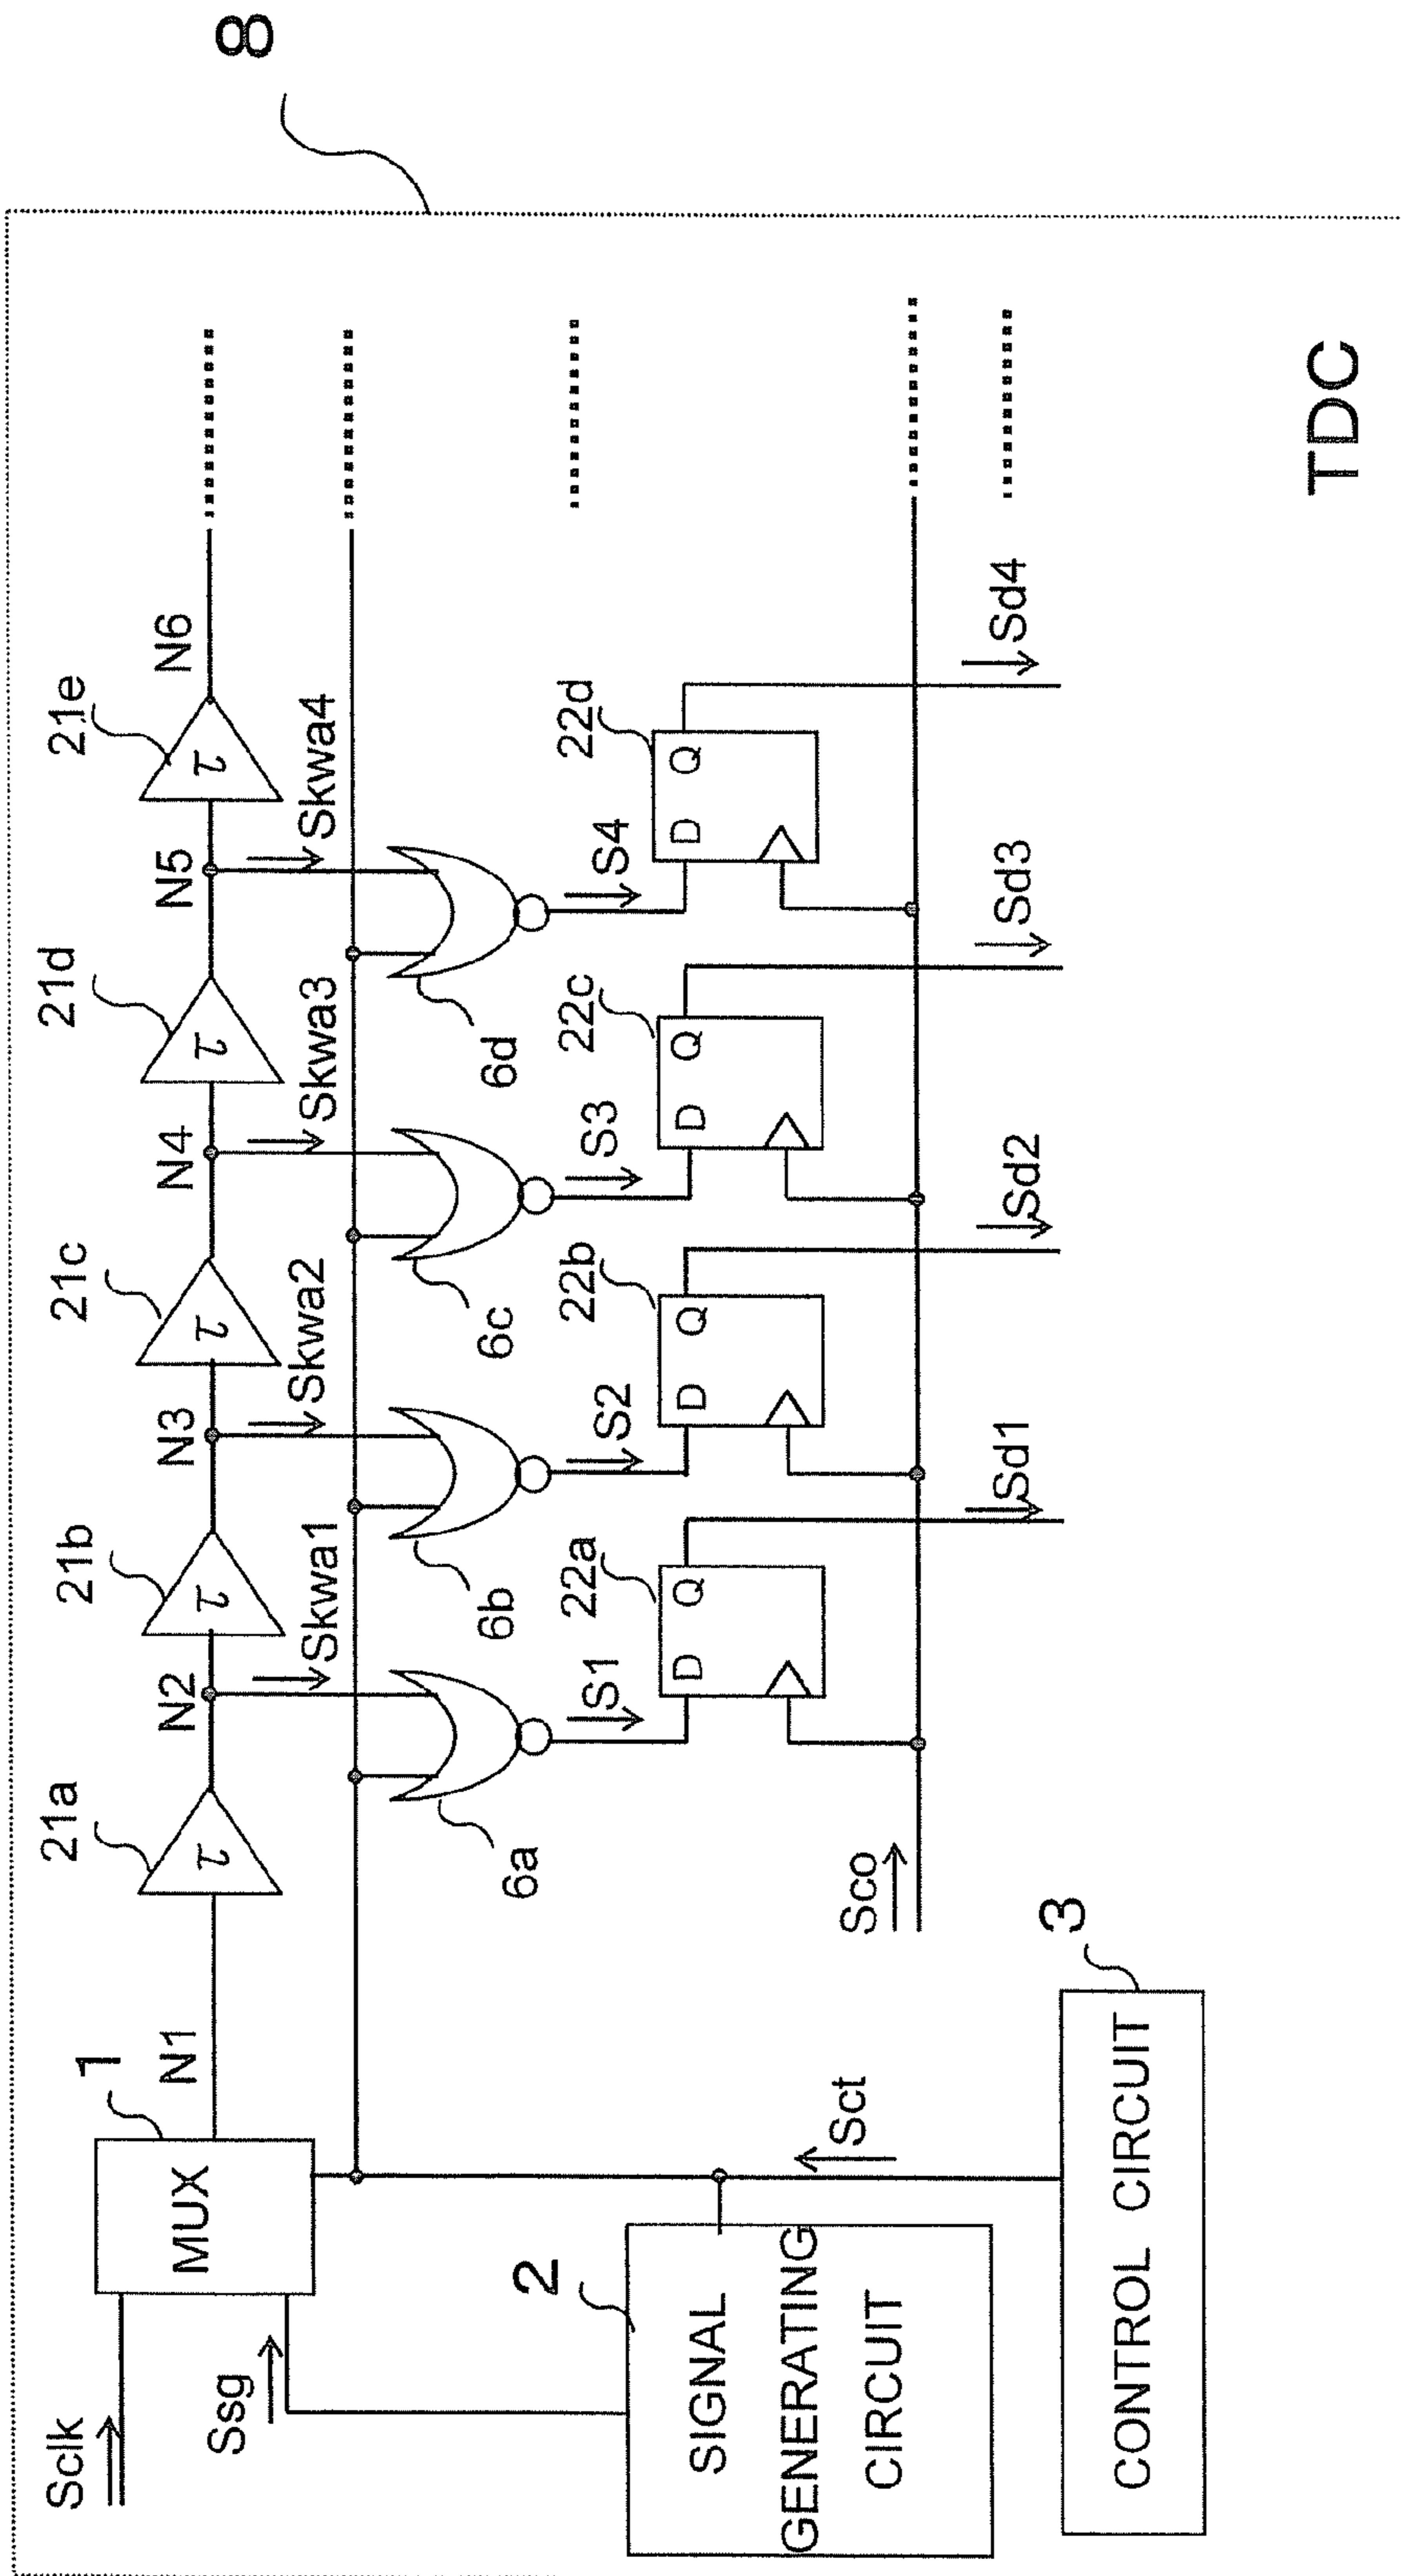 8
21a
21b
21c
21d
21e
Sclk
1
N1
τ
N2
τ
N3
τ
N4
τ
N5
τ
N6
MUX
Ssg
Skwa1
Skwa2
Skwa3
Skwa4
6a
6b
6c
6d
2
S1
S2
S3
S4
22a
22b
22c
22d
SIGNAL
GENERATING
CIRCUIT
Sct
Sco
D Q
D Q
D Q
D Q
3
Sd1
Sd2
Sd3
Sd4
CONTROL CIRCUIT
TDC